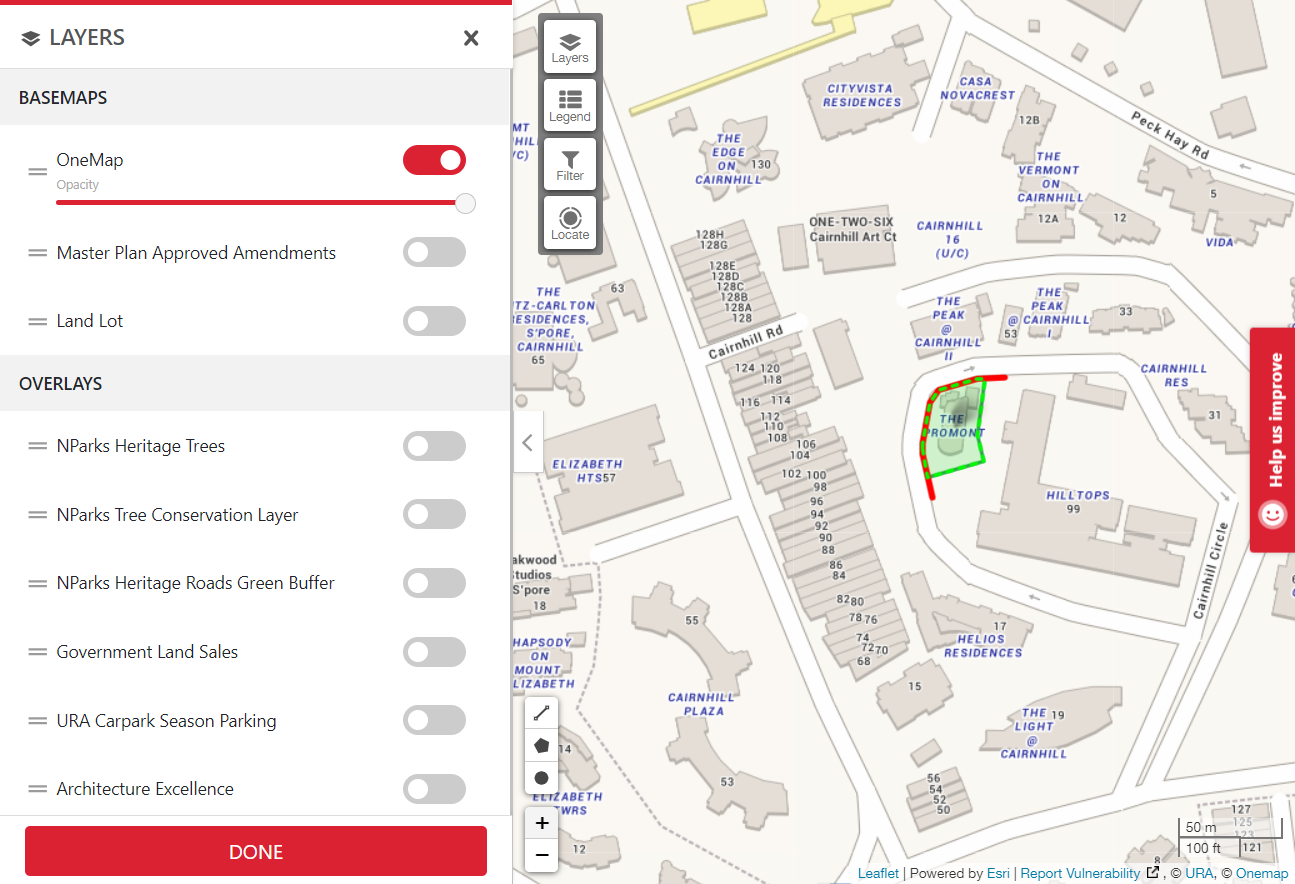 LAYERS
BASEMAPS
OneMap
Opacity
Master Plan Approved Amendments
Land Lot
OVERLAYS
NParks Heritage Trees
NParks Tree Conservation Layer
NParks Heritage Roads Green Buffer
Government Land Sales
URA Carpark Season Parking
Architecture Excellence
DONE
Layers
Legend
Filter
Locate
CITYVISTA
RESIDENCES
CASA
NOVACREST
12B
Peck Hay Rd
THE
EDGE
ON
CAIRNHILL
130
THE
VERMONT
ON
CAIRNHILL
12A
12
5
VIDA
ONE-TWO-SIX
Cairnhill Art Ct
CAIRNHILL
16
(U/C)
128H
128G
128E
128D
128C
128B
128A
128
63
THE
TZ-CARLTON
ESIDENCES,
S'PORE,
CAIRNHILL
65
Cairnhill Rd
THE
PEAK
@
CAIRNHILL
II
THE
PEAK
@ CAIRNHILL
I
53
33
CAIRNHILL
RES
31
124 120
118
116 114
112
110
108
106
104
102 100
98
96
94
92
90
88
86
84
82 80
78 76
74
72 70
68
THE
PROMONT
ELIZABETH
HTS 57
HILLTOPS
99
Cairnhill Circle
Help us improve
akwood
tudios
S'pore
18
HAPSODY
ON
MOUNT
LIZABETH
55
CAIRNHILL
PLAZA
53
17
HELIOS
RESIDENCES
15
THE 19
LIGHT
@
CAIRNHILL
56
54
52
50
14
ELIZABETH
TWRS
12
+
−
127
125
123
121
8
50 m
100 ft
Leaflet | Powered by Esri | Report Vulnerability , © URA, © Onemap